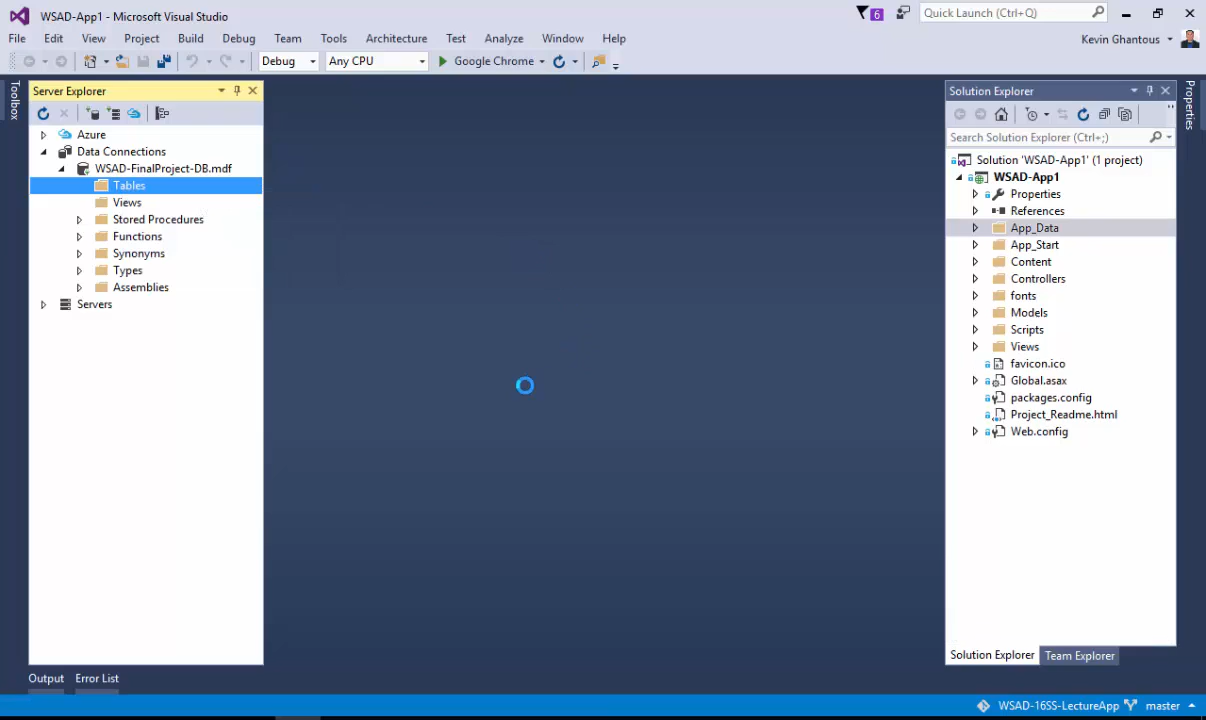 WSAD-App1 - Microsoft Visual Studio
6
Quick Launch (Ctrl+Q)
File Edit View Project Build Debug Team Tools Architecture Test Analyze Window Help
Kevin Ghantous
Debug Any CPU Google Chrome
Toolbox
Server Explorer
Azure
Data Connections
WSAD-FinalProject-DB.mdf
Tables
Views
Stored Procedures
Functions
Synonyms
Types
Assemblies
Servers
Solution Explorer
Search Solution Explorer (Ctrl+;)
Solution 'WSAD-App1' (1 project)
WSAD-App1
Properties
References
App_Data
App_Start
Content
Controllers
fonts
Models
Scripts
Views
favicon.ico
Global.asax
packages.config
Project_Readme.html
Web.config
Solution Explorer Team Explorer
Properties
Output Error List
WSAD-16SS-LectureApp master